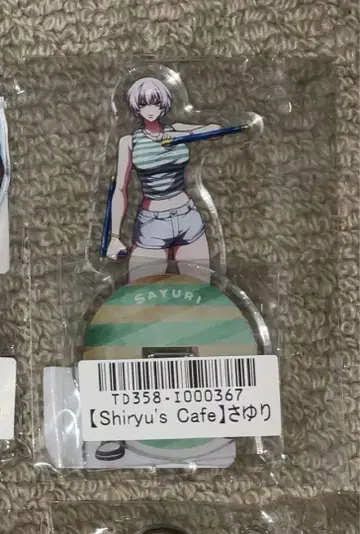 SAYURI
TD358-I000367
【Shiryu's Cafe】さゆり